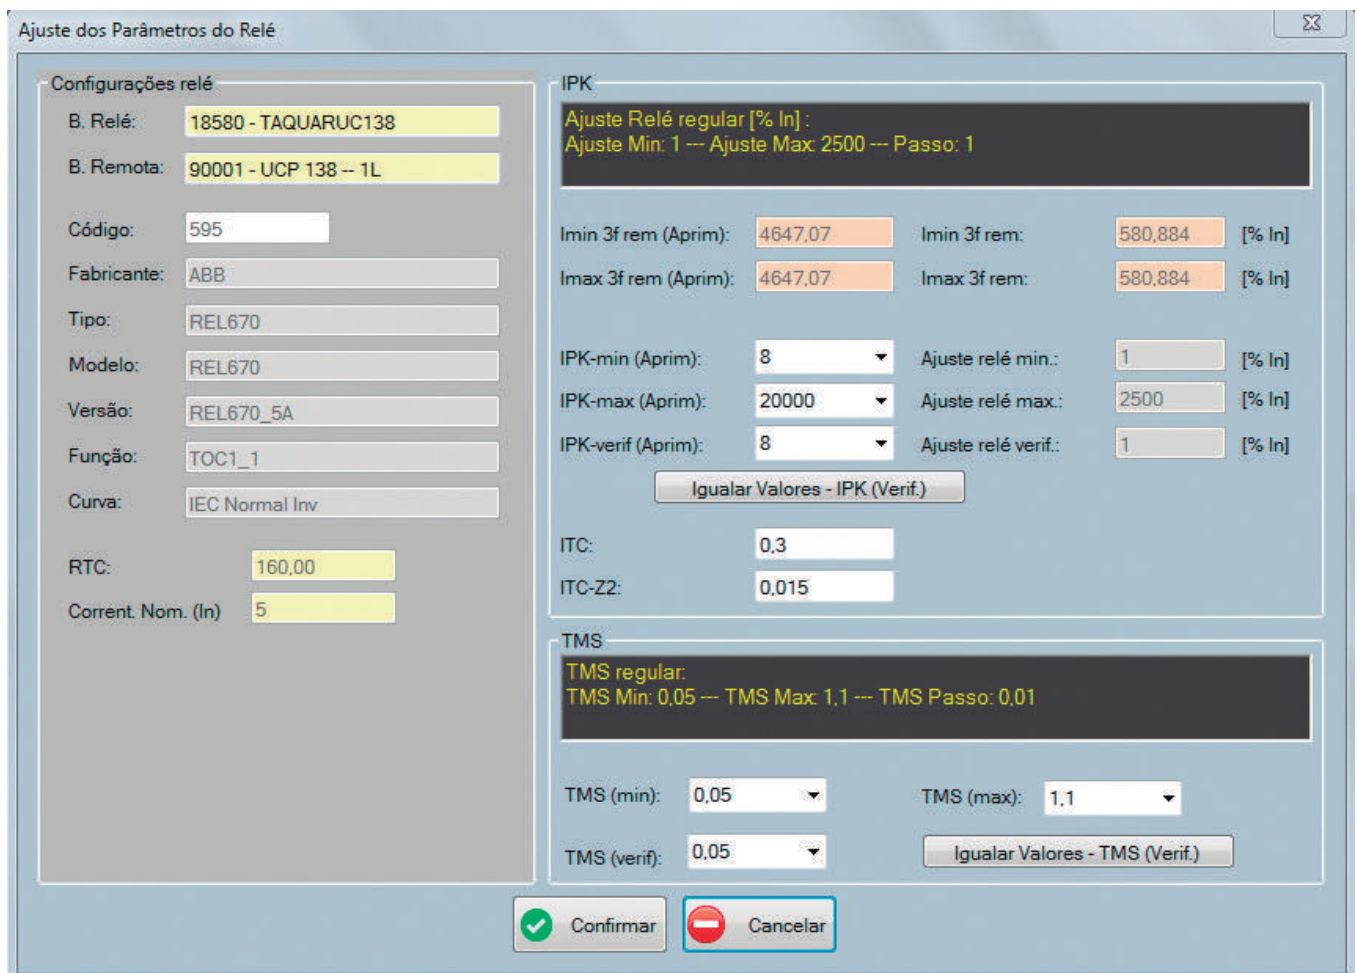 Ajuste dos Parâmetros do Relé
Configurações relé
B. Relé: 18580 - TAQUARUC138
B. Remota: 90001 - UCP 138 -- 1L
Código: 595
Fabricante: ABB
Tipo: REL670
Modelo: REL670
Versão: REL670_5A
Função: TOC1_1
Curva: IEC Normal Inv
RTC: 160,00
Corrent. Nom. (In) 5
IPK
Ajuste Relé regular [% In] :
Ajuste Min: 1 --- Ajuste Max: 2500 --- Passo: 1
Imin 3f rem (Aprim): 4647,07 Imin 3f rem: 580,884 [% In]
Imax 3f rem (Aprim): 4647,07 Imax 3f rem: 580,884 [% In]
IPK-min (Aprim): 8 Ajuste relé min.: 1 [% In]
IPK-max (Aprim): 20000 Ajuste relé max.: 2500 [% In]
IPK-verif (Aprim): 8 Ajuste relé verif.: 1 [% In]
Igualar Valores - IPK (Verif.)
ITC: 0,3
ITC-Z2: 0,015
TMS
TMS regular:
TMS Min: 0,05 --- TMS Max: 1,1 --- TMS Passo: 0,01
TMS (min): 0,05 TMS (max): 1,1
TMS (verif): 0,05 Igualar Valores - TMS (Verif.)
Confirmar Cancelar